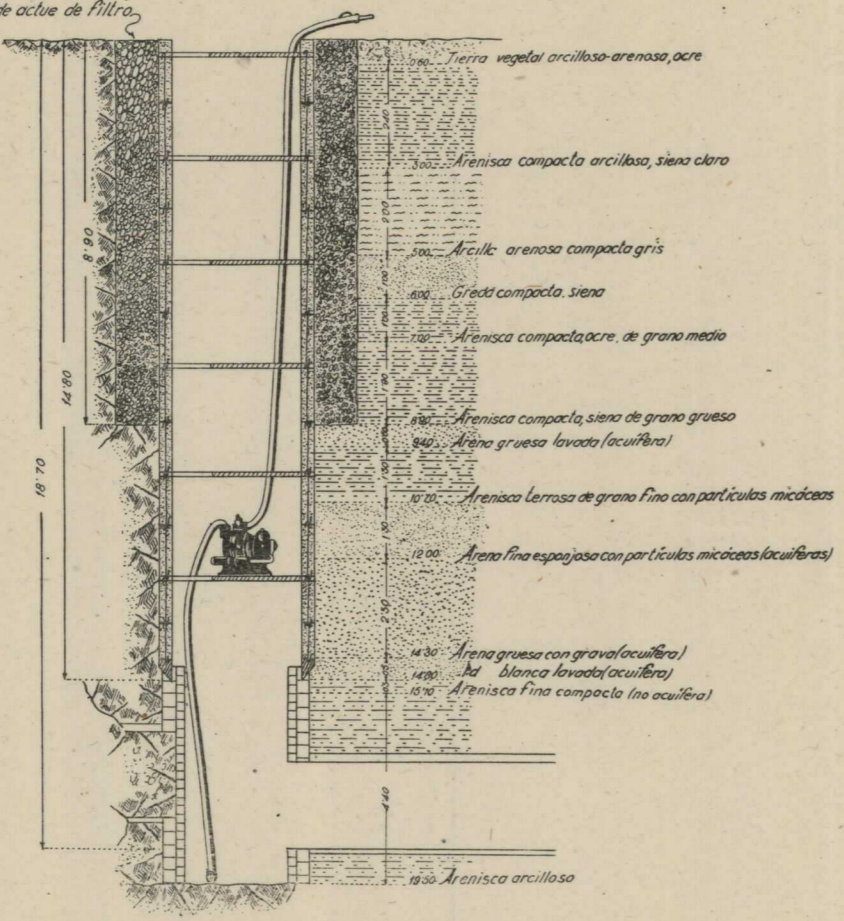 de actue de filtro
0'60 Tierra vegetal arcilloso-arenosa, ocre
2'40
3'00 Arenisca compacta arcillosa, siena claro
2'00
5'00 Arcilla arenosa compacta gris
1'00
6'00 Greda compacta. siena
1'00
7'00 Arenisca compacta, ocre, de grano medio
1'90
8'90 Arenisca compacta, siena de grano grueso
9'40 Arena gruesa lavada (acuífera)
1'30
10'70 Arenisca terrosa de grano fino con partículas micáceas
1'30
12'00 Arena fina esponjosa con partículas micáceas (acuíferas)
2'30
14'30 Arena gruesa con grava (acuífera)
14'80 Id blanca lavada (acuífera)
15'10 Arenisca fina compacta (no acuífera)
4'40
19'50 Arenisca arcilloso
8'90
14'80
18'70